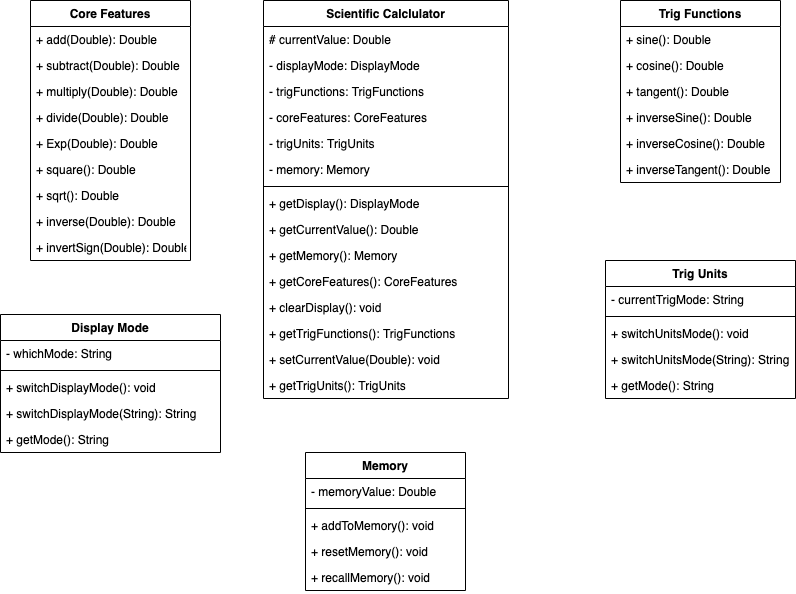 Core Features
+ add(Double): Double
+ subtract(Double): Double
+ multiply(Double): Double
+ divide(Double): Double
+ Exp(Double): Double
+ square(): Double
+ sqrt(): Double
+ inverse(Double): Double
+ invertSign(Double): Double
Scientific Calclulator
# currentValue: Double
- displayMode: DisplayMode
- trigFunctions: TrigFunctions
- coreFeatures: CoreFeatures
- trigUnits: TrigUnits
- memory: Memory
+ getDisplay(): DisplayMode
+ getCurrentValue(): Double
+ getMemory(): Memory
+ getCoreFeatures(): CoreFeatures
+ clearDisplay(): void
+ getTrigFunctions(): TrigFunctions
+ setCurrentValue(Double): void
+ getTrigUnits(): TrigUnits
Trig Functions
+ sine(): Double
+ cosine(): Double
+ tangent(): Double
+ inverseSine(): Double
+ inverseCosine(): Double
+ inverseTangent(): Double
Trig Units
- currentTrigMode: String
+ switchUnitsMode(): void
+ switchUnitsMode(String): String
+ getMode(): String
Display Mode
- whichMode: String
+ switchDisplayMode(): void
+ switchDisplayMode(String): String
+ getMode(): String
Memory
- memoryValue: Double
+ addToMemory(): void
+ resetMemory(): void
+ recallMemory(): void